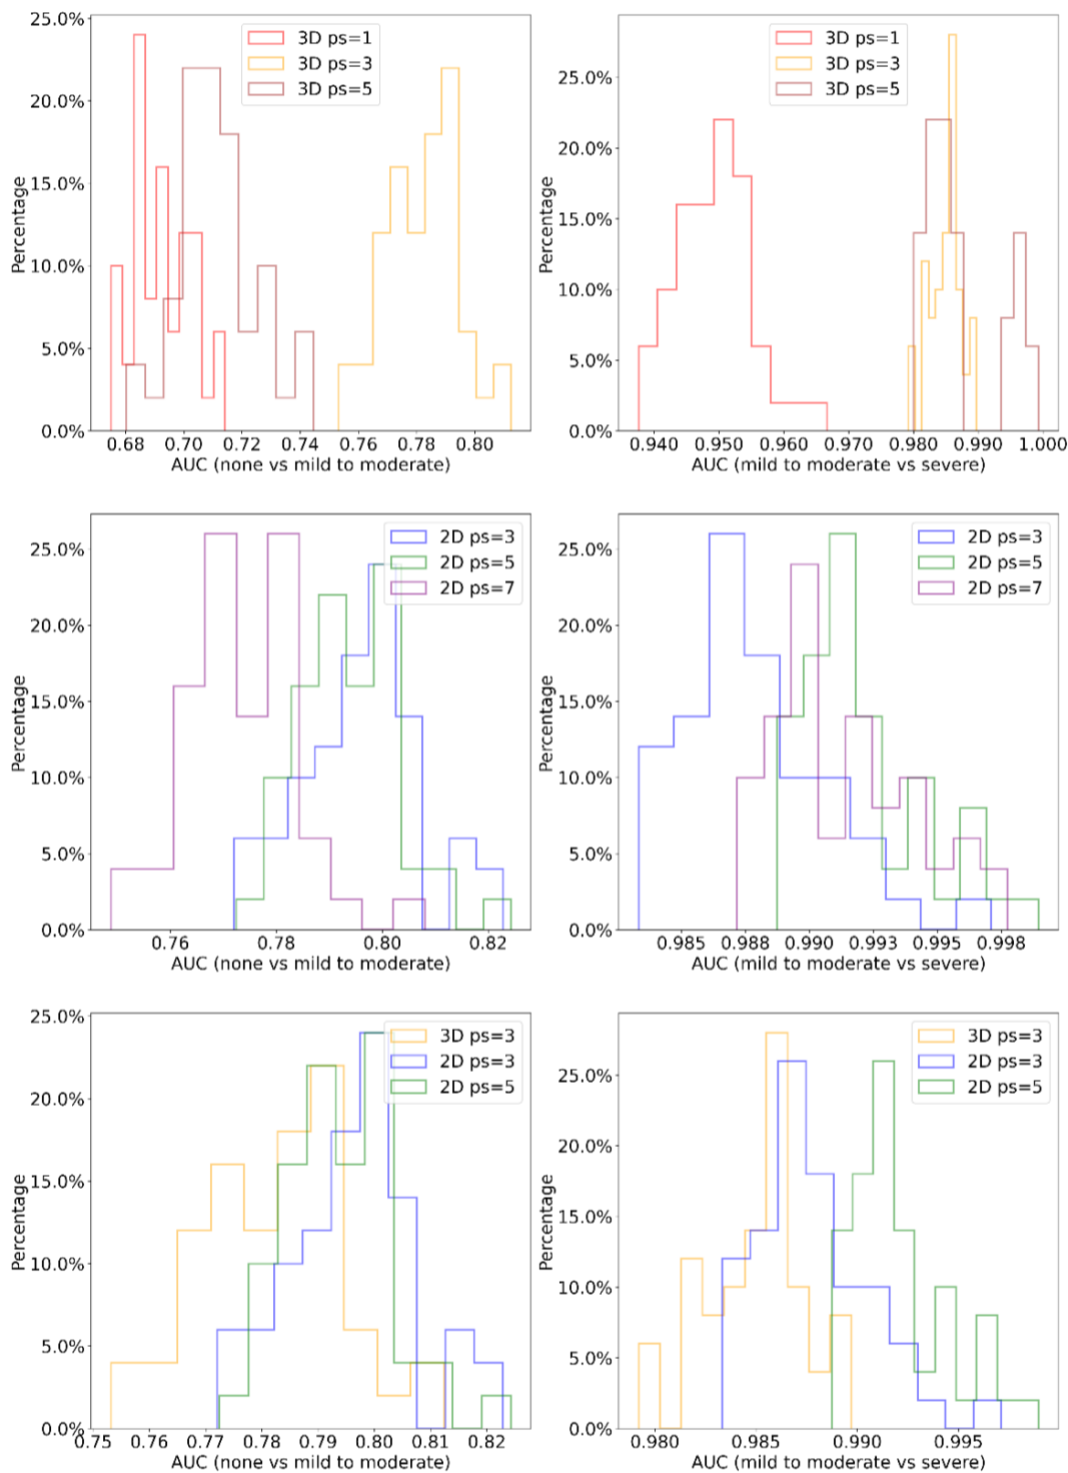 25.0%
20.0%
15.0%
10.0%
5.0%
0.0%
Percentage
3D ps=1
3D ps=3
3D ps=5
0.68 0.70 0.72 0.74 0.76 0.78 0.80
AUC (none vs mild to moderate)
25.0%
20.0%
15.0%
10.0%
5.0%
0.0%
Percentage
3D ps=1
3D ps=3
3D ps=5
0.940 0.950 0.960 0.970 0.980 0.990 1.000
AUC (mild to moderate vs severe)
25.0%
20.0%
15.0%
10.0%
5.0%
0.0%
Percentage
2D ps=3
2D ps=5
2D ps=7
0.76 0.78 0.80 0.82
AUC (none vs mild to moderate)
25.0%
20.0%
15.0%
10.0%
5.0%
0.0%
Percentage
2D ps=3
2D ps=5
2D ps=7
0.985 0.988 0.990 0.993 0.995 0.998
AUC (mild to moderate vs severe)
25.0%
20.0%
15.0%
10.0%
5.0%
0.0%
Percentage
3D ps=3
2D ps=3
2D ps=5
0.75 0.76 0.77 0.78 0.79 0.80 0.81 0.82
AUC (none vs mild to moderate)
25.0%
20.0%
15.0%
10.0%
5.0%
0.0%
Percentage
3D ps=3
2D ps=3
2D ps=5
0.980 0.985 0.990 0.995
AUC (mild to moderate vs severe)